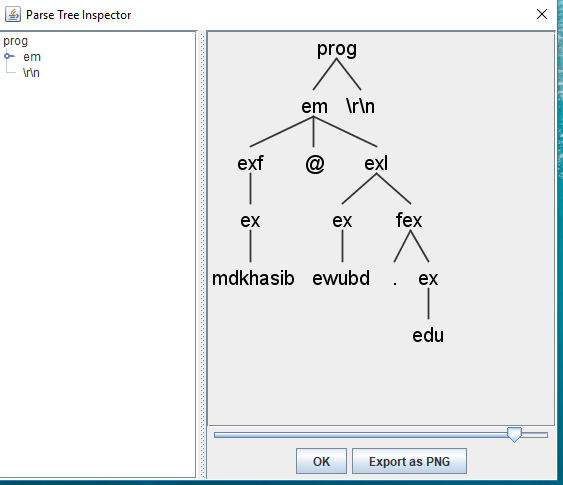 Parse Tree Inspector
prog
em
\r\n
prog
em \r\n
exf @ exl
ex ex fex
mdkhasib ewubd . ex
edu
OK Export as PNG